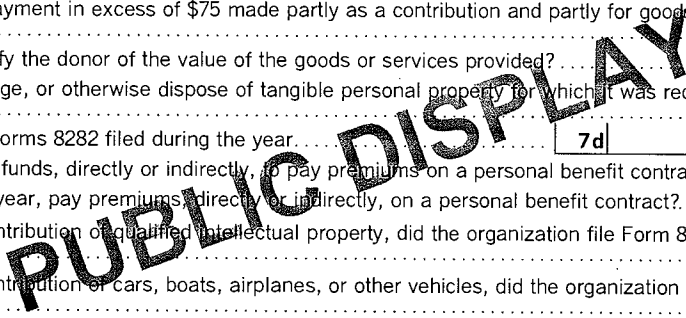 ayment in excess of $75 made partly as a contribution and partly for goods
fy the donor of the value of the goods or services provided?
ge, or otherwise dispose of tangible personal property for which it was req
orms 8282 filed during the year 7d
funds, directly or indirectly, to pay premiums on a personal benefit contra
year, pay premiums, directly or indirectly, on a personal benefit contract?
ntribution of qualified intellectual property, did the organization file Form 8
ntribution of cars, boats, airplanes, or other vehicles, did the organization
PUBLIC DISPLAY